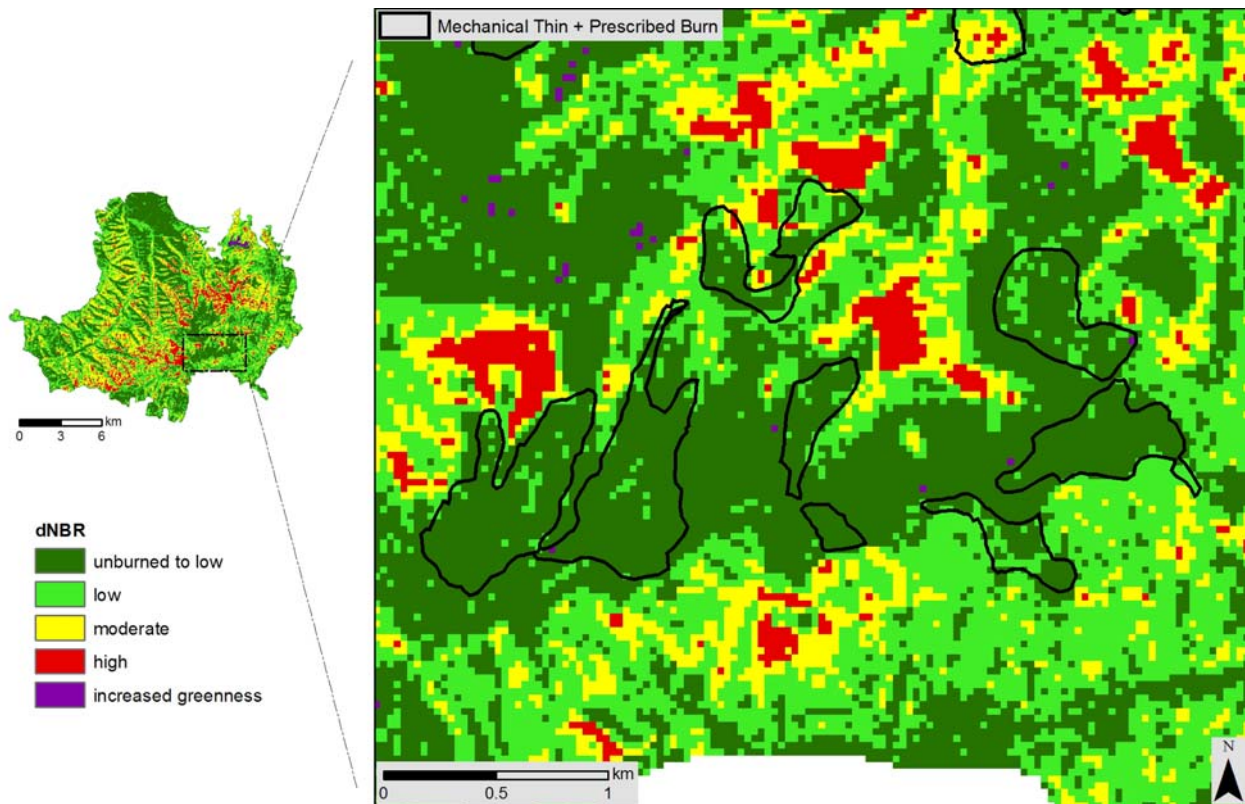 Mechanical Thin + Prescribed Burn
km
0 3 6
dNBR
unburned to low
low
moderate
high
increased greenness
km
0 0.5 1
N